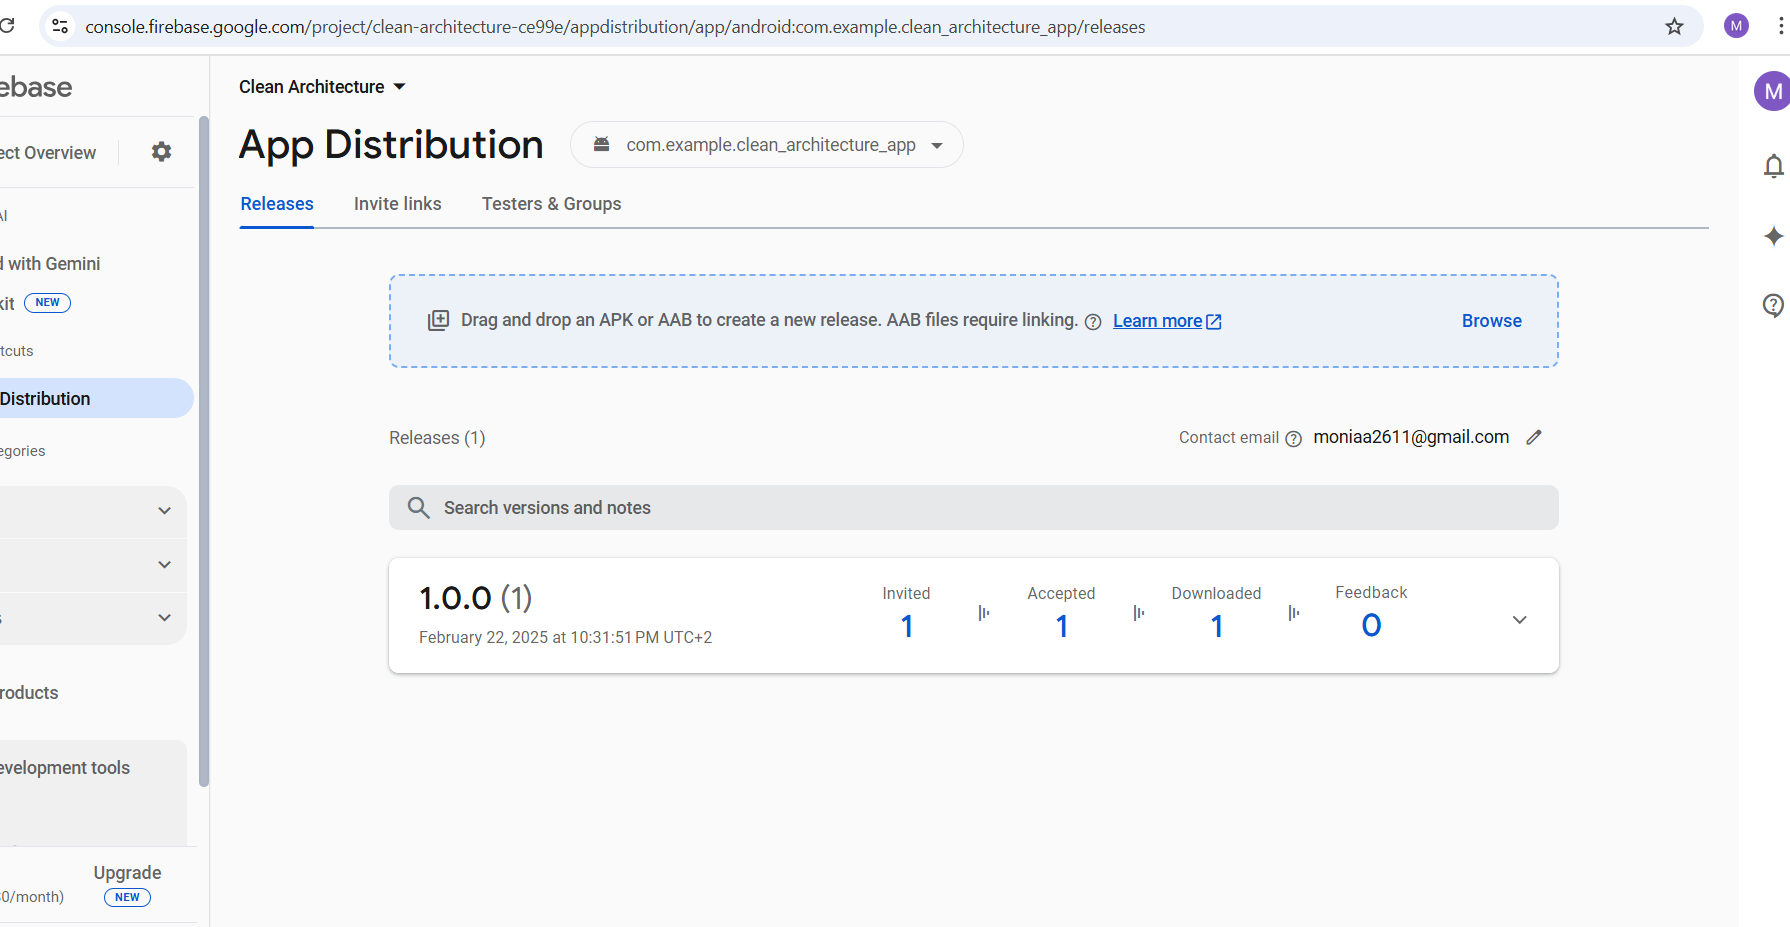 console.firebase.google.com/project/clean-architecture-ce99e/appdistribution/app/android:com.example.clean_architecture_app/releases
M
ebase
Clean Architecture
M
ect Overview
App Distribution
com.example.clean_architecture_app
Releases
Invite links
Testers & Groups
AI
d with Gemini
kit NEW
tcuts
Distribution
egories
s
roducts
evelopment tools
Upgrade
0/month)
NEW
Drag and drop an APK or AAB to create a new release. AAB files require linking. Learn more
Browse
Releases (1)
Contact email moniaa2611@gmail.com
Search versions and notes
1.0.0 (1)
February 22, 2025 at 10:31:51 PM UTC+2
Invited
1
Accepted
1
Downloaded
1
Feedback
0